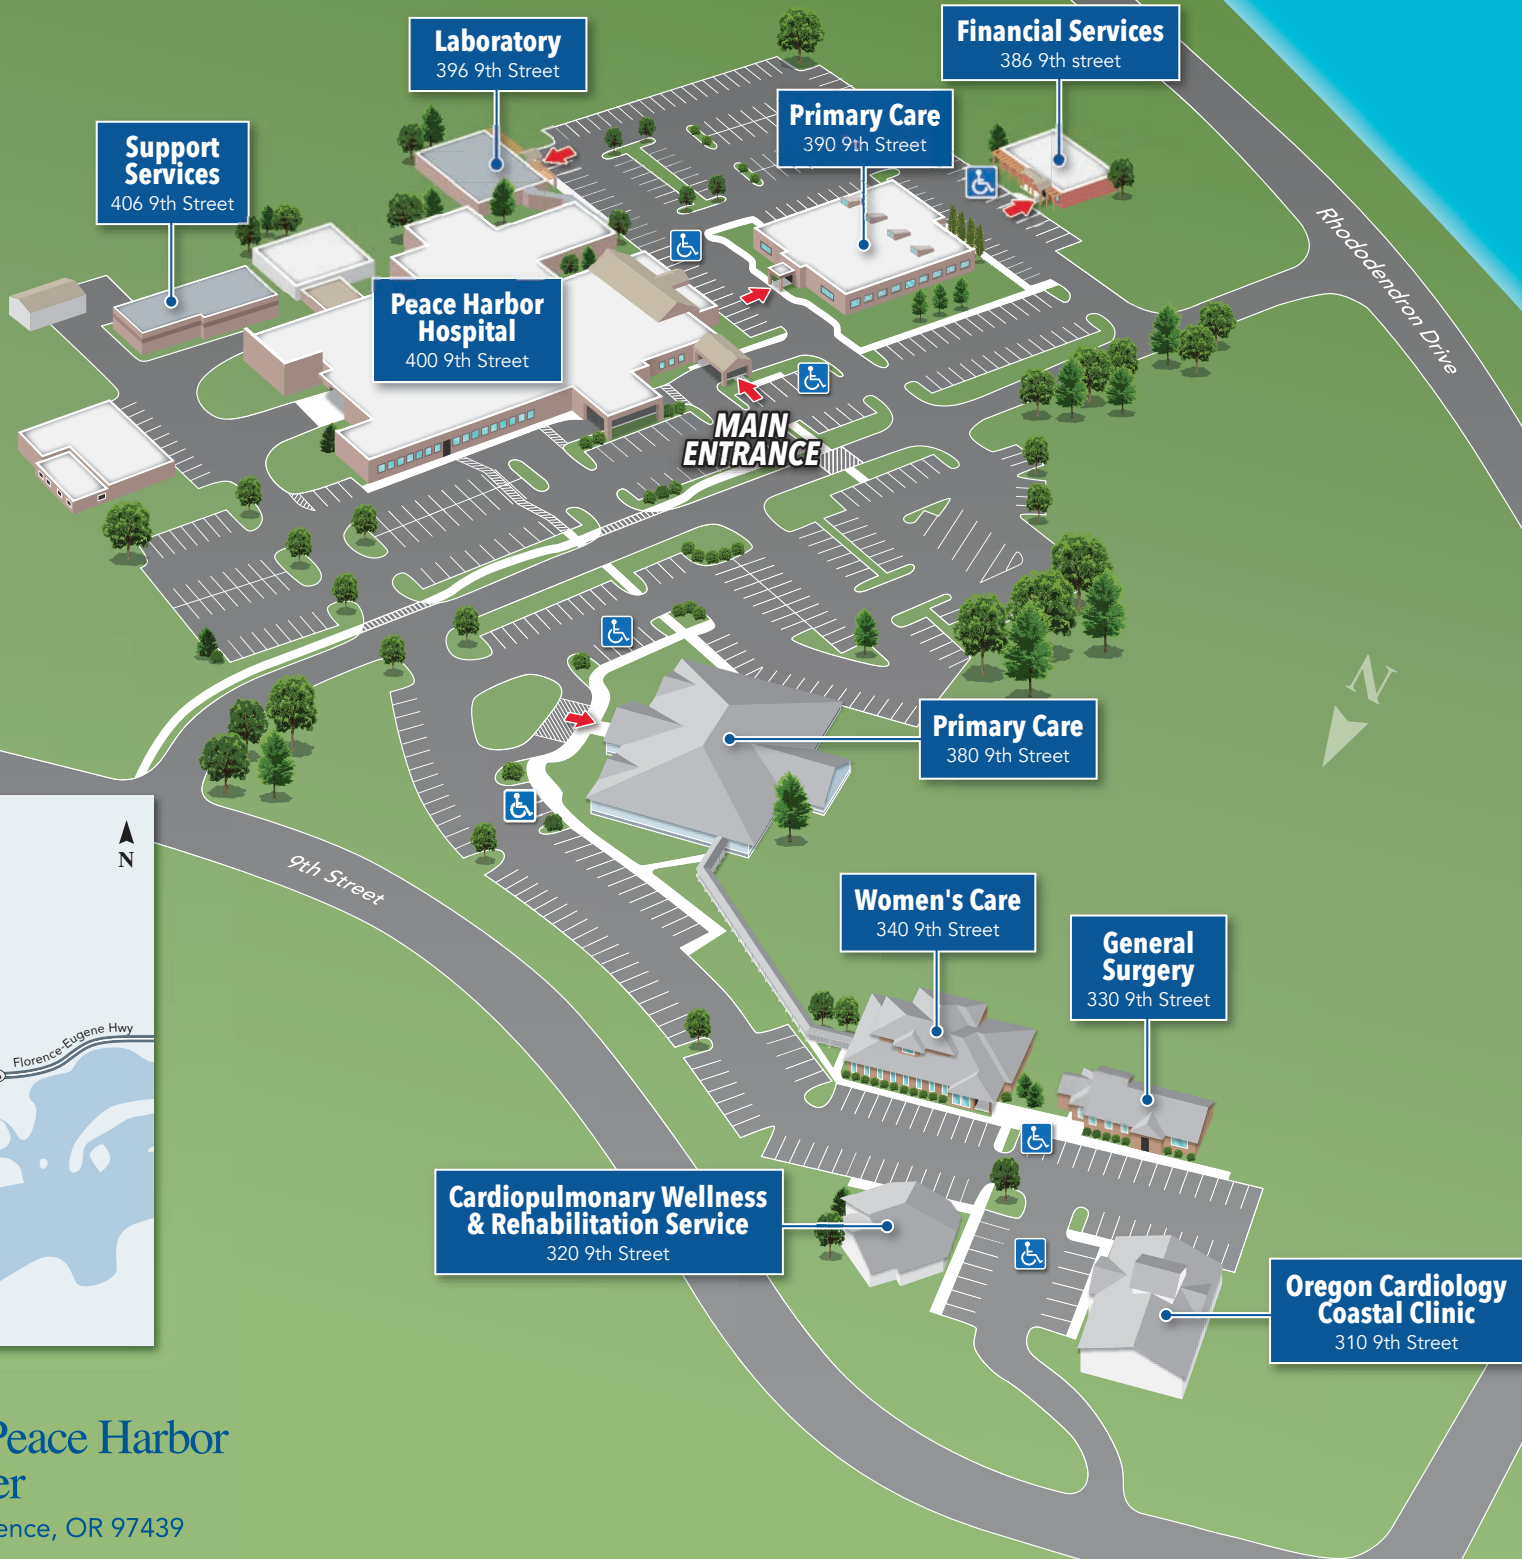 Laboratory
396 9th Street
Financial Services
386 9th street
Primary Care
390 9th Street
Support
Services
406 9th Street
Rhododendron Drive
Peace Harbor
Hospital
400 9th Street
MAIN
ENTRANCE
N
Primary Care
380 9th Street
N
9th Street
Women's Care
340 9th Street
General
Surgery
330 9th Street
Florence-Eugene Hwy
Cardiopulmonary Wellness
& Rehabilitation Service
320 9th Street
Oregon Cardiology
Coastal Clinic
310 9th Street
Peace Harbor
er
ence, OR 97439